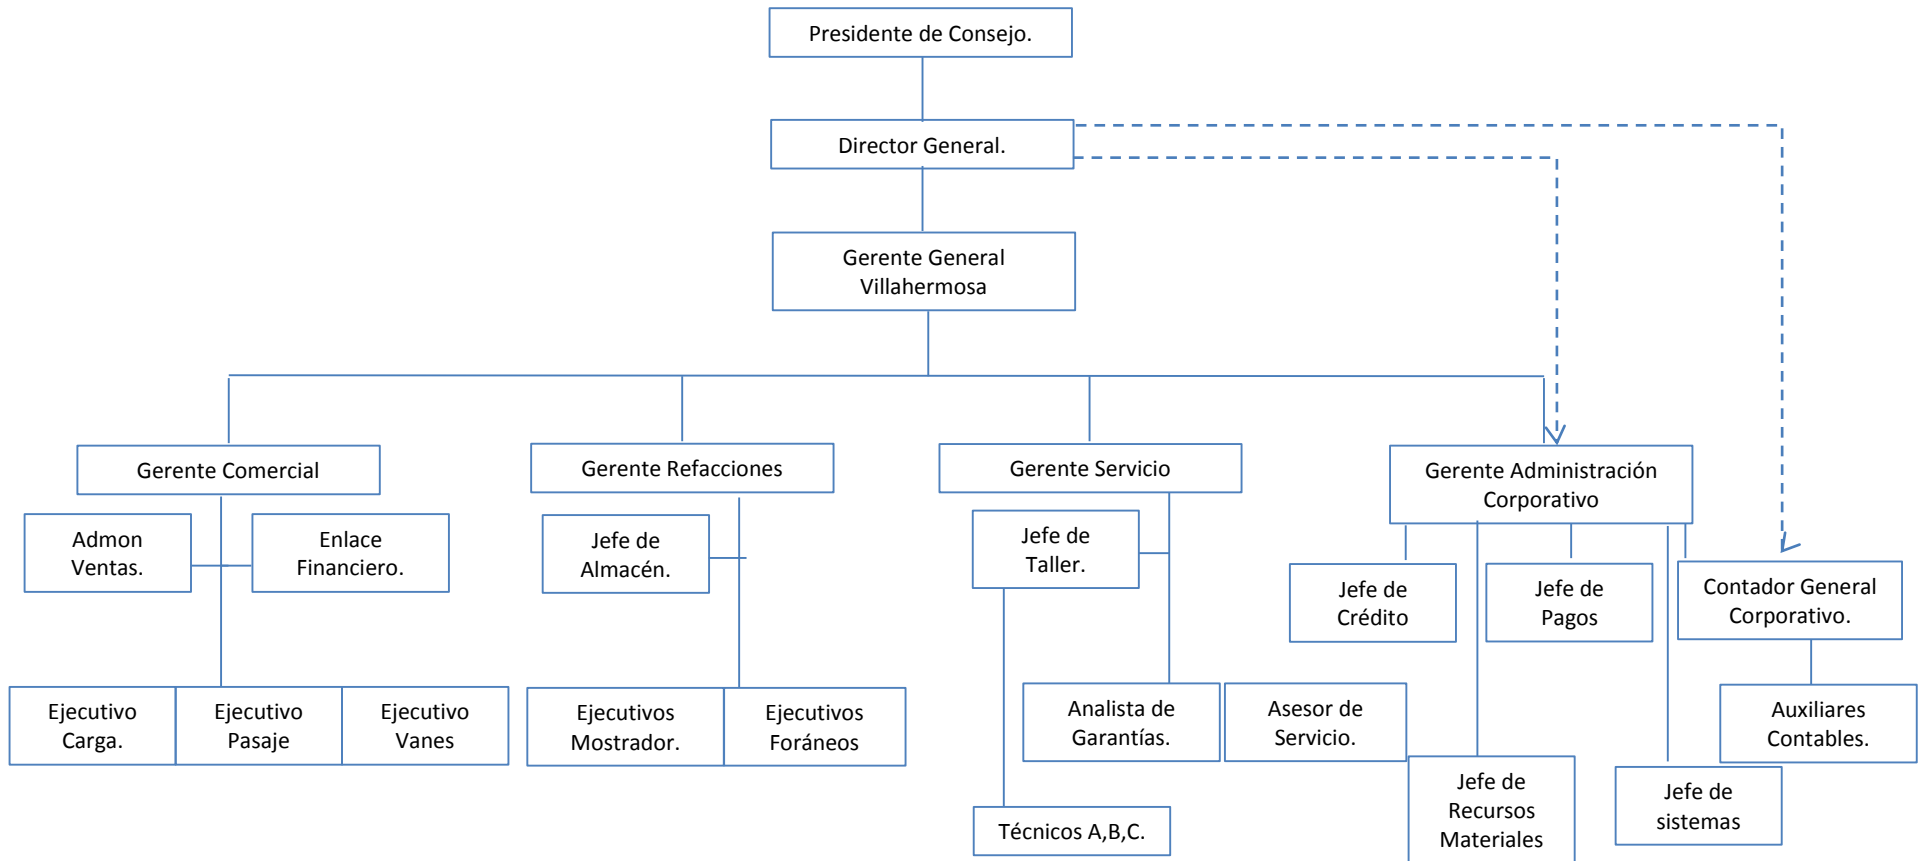 Presidente de Consejo.
Director General.
Gerente General
Villahermosa
Gerente Comercial
Gerente Refacciones
Gerente Servicio
Gerente Administración
Corporativo
Admon
Ventas.
Enlace
Financiero.
Jefe de
Almacén.
Jefe de
Taller.
Jefe de
Crédito
Jefe de
Pagos
Contador General
Corporativo.
Ejecutivo
Carga.
Ejecutivo
Pasaje
Ejecutivo
Vanes
Ejecutivos
Mostrador.
Ejecutivos
Foráneos
Analista de
Garantías.
Asesor de
Servicio.
Auxiliares
Contables.
Técnicos A,B,C.
Jefe de
Recursos
Materiales
Jefe de
sistemas